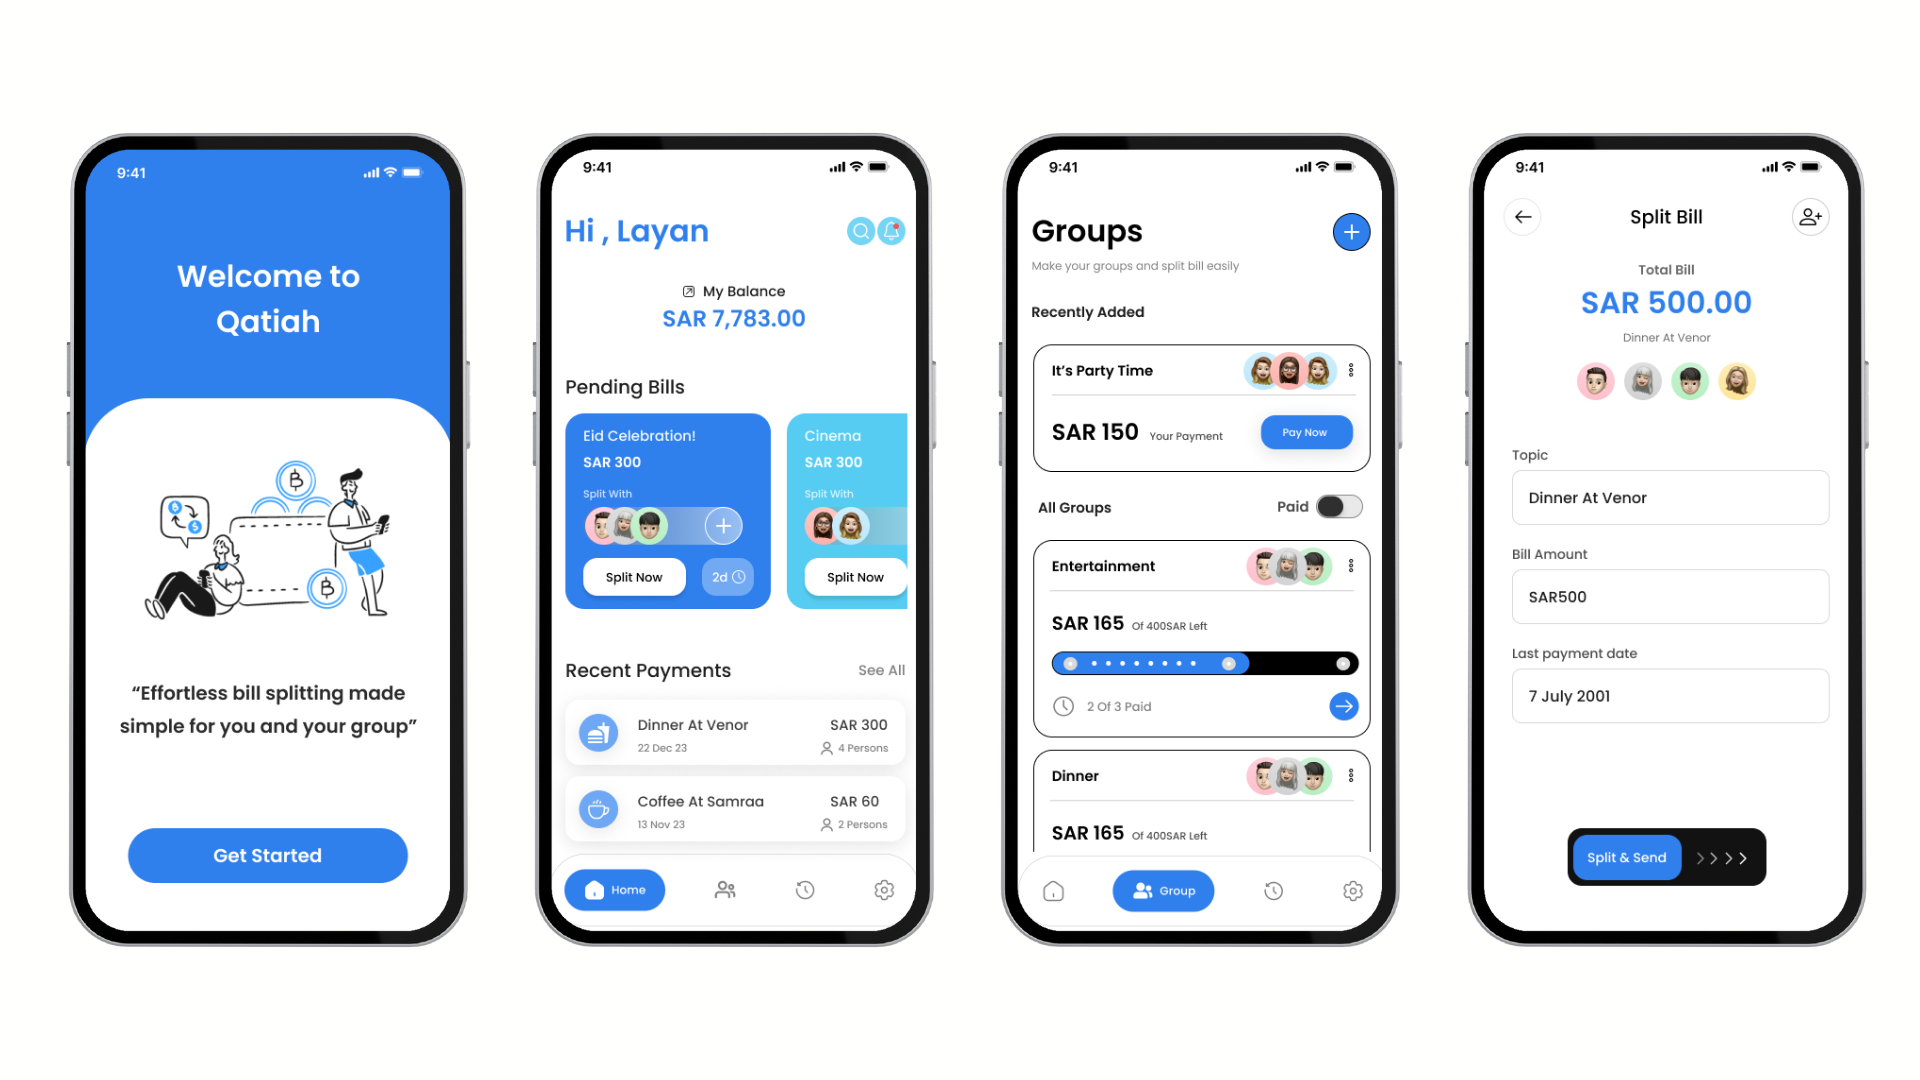 9:41
Welcome to
Qatiah
“Effortless bill splitting made
simple for you and your group”
Get Started
9:41
Hi , Layan
My Balance
SAR 7,783.00
Pending Bills
Eid Celebration!
SAR 300
Split With
Split Now
2d
Cinema
SAR 300
Split With
Split Now
Recent Payments
See All
Dinner At Venor
SAR 300
22 Dec 23
4 Persons
Coffee At Samraa
SAR 60
13 Nov 23
2 Persons
Home
9:41
Groups
Make your groups and split bill easily
Recently Added
It’s Party Time
SAR 150 Your Payment
Pay Now
All Groups
Paid
Entertainment
SAR 165 Of 400SAR Left
2 Of 3 Paid
Dinner
SAR 165 Of 400SAR Left
Group
9:41
Split Bill
Total Bill
SAR 500.00
Dinner At Venor
Topic
Dinner At Venor
Bill Amount
SAR500
Last payment date
7 July 2001
Split & Send